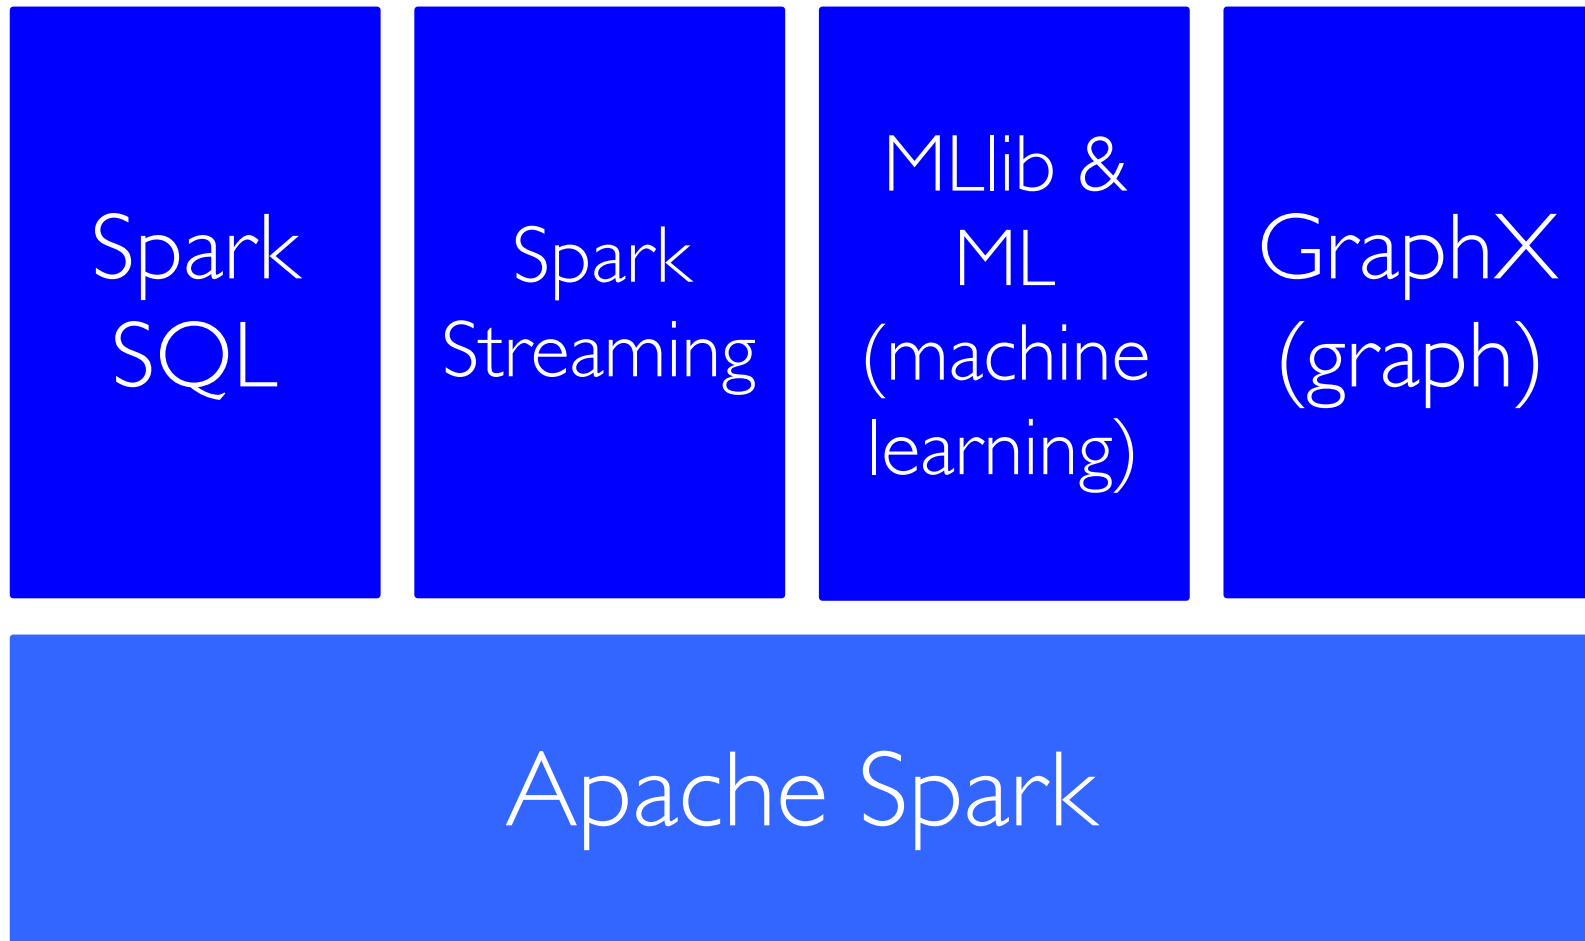 Spark
SQL
Spark
Streaming
MLlib &
ML
(machine
learning)
GraphX
(graph)
Apache Spark